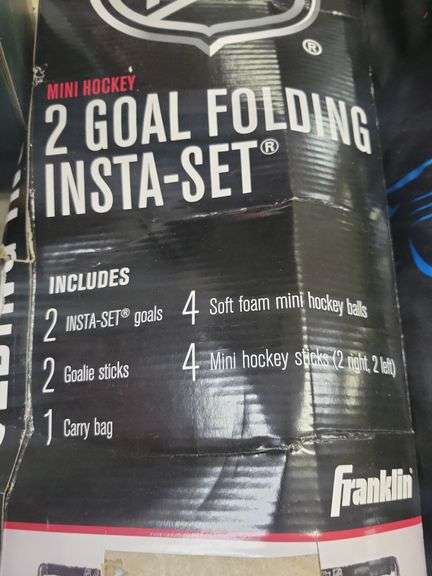 ®
MINI HOCKEY
2 GOAL FOLDING
INSTA-SET®
INCLUDES
2 INSTA-SET® goals
4 Soft foam mini hockey balls
2 Goalie sticks
4 Mini hockey sticks (2 right, 2 left)
1 Carry bag
Franklin